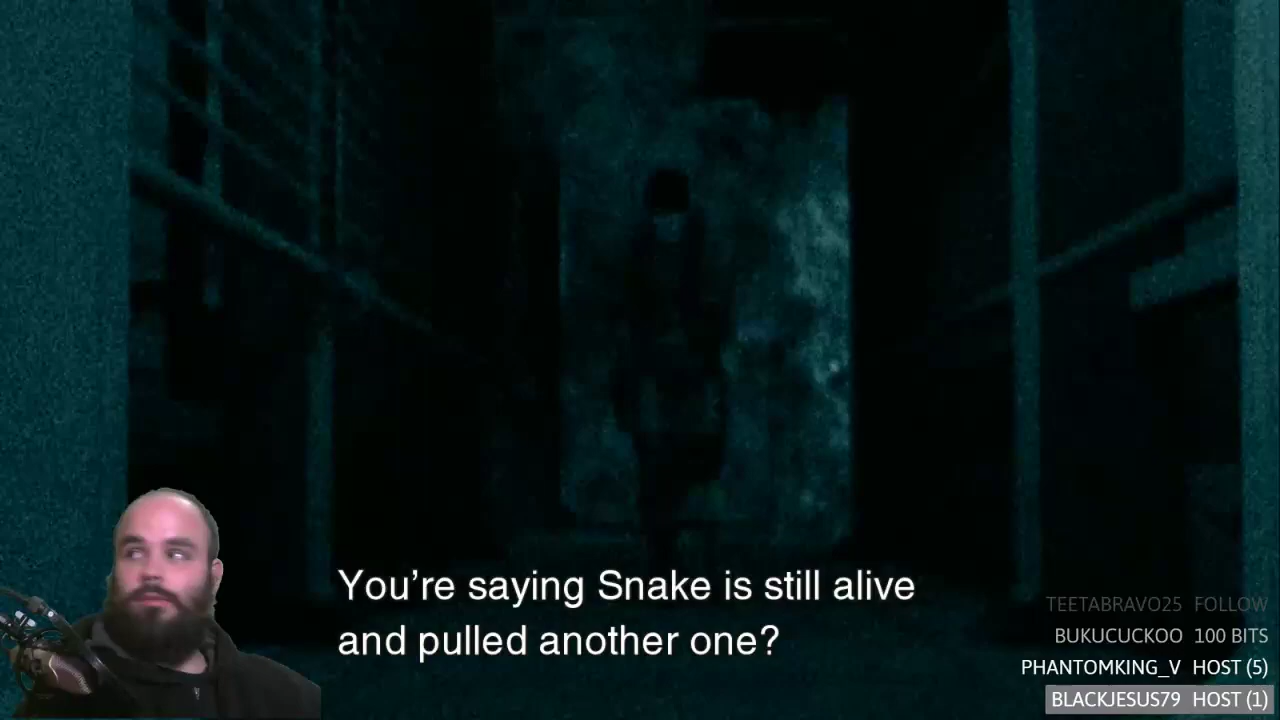 You're saying Snake is still alive
and pulled another one?
TEETABRAVO25 FOLLOW
BUKUCUCKOO 100 BITS
PHANTOMKING_V HOST (5)
BLACKJESUS79 HOST (1)